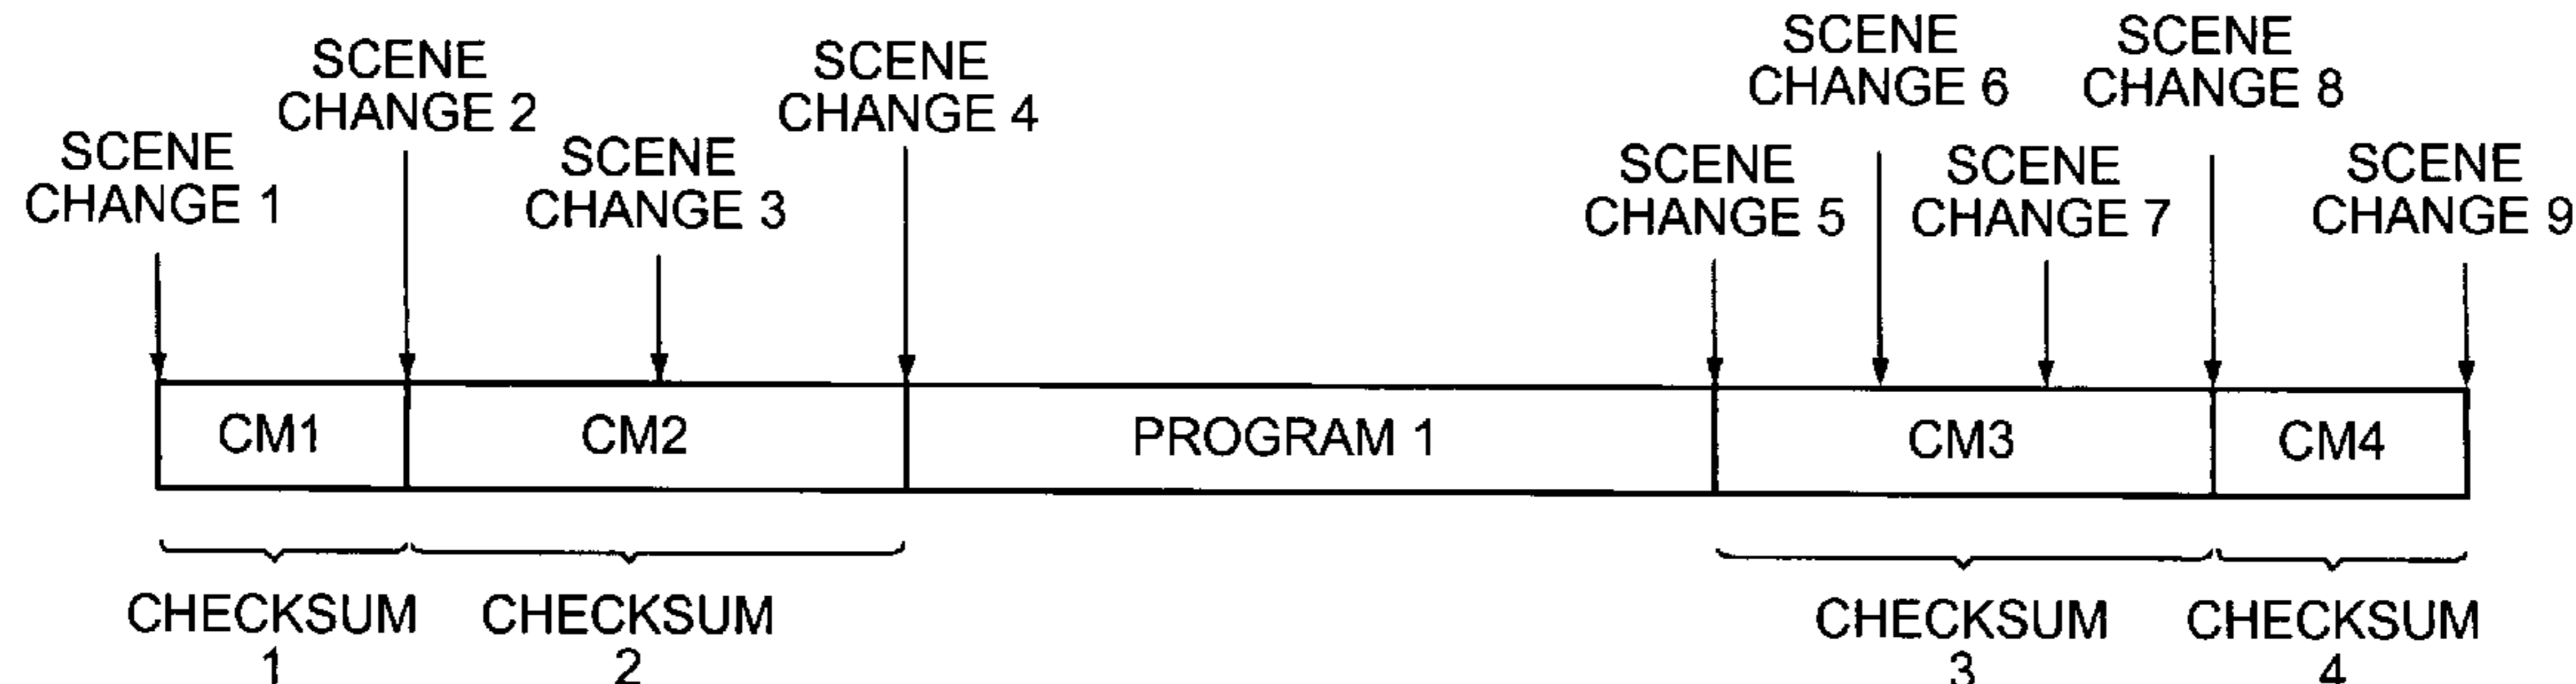 SCENE
CHANGE 1
SCENE
CHANGE 2
SCENE
CHANGE 3
SCENE
CHANGE 4
SCENE
CHANGE 5
SCENE
CHANGE 6
SCENE
CHANGE 7
SCENE
CHANGE 8
SCENE
CHANGE 9
CM1
CM2
PROGRAM 1
CM3
CM4
CHECKSUM
1
CHECKSUM
2
CHECKSUM
3
CHECKSUM
4